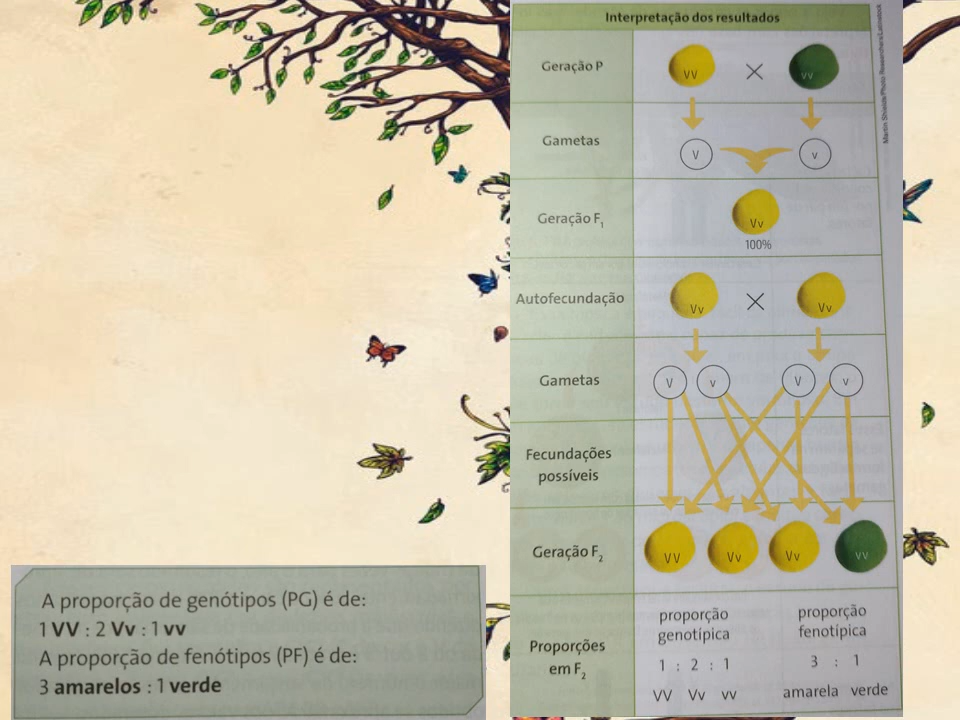 Interpretação dos resultados
Geração P
VV
vv
Gametas
V
v
Geração F₁
Vv
100%
Autofecundação
Vv
Vv
Gametas
V
v
V
v
Fecundações
possíveis
Geração F₂
VV
Vv
Vv
vv
Proporções
em F₂
proporção
genotípica
1 : 2 : 1
VV Vv vv
proporção
fenotípica
3 : 1
amarela verde
A proporção de genótipos (PG) é de:
1 VV : 2 Vv : 1 vv
A proporção de fenótipos (PF) é de:
3 amarelos : 1 verde